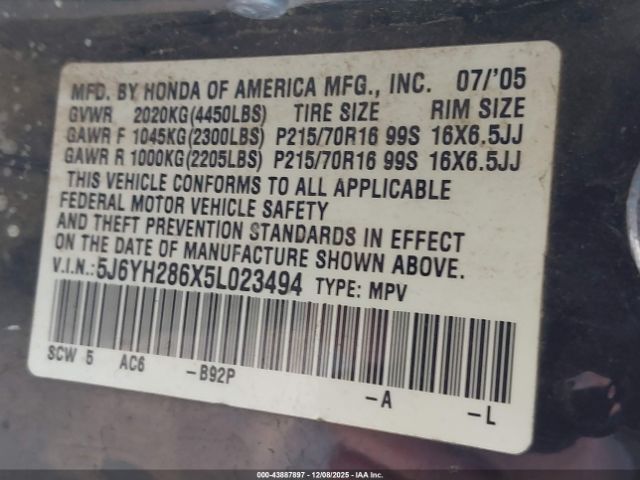 MFD. BY HONDA OF AMERICA MFG., INC. 07/'05
GVWR 2020KG(4450LBS) TIRE SIZE RIM SIZE
GAWR F 1045KG(2300LBS) P215/70R16 99S 16X6.5JJ
GAWR R 1000KG(2205LBS) P215/70R16 99S 16X6.5JJ
THIS VEHICLE CONFORMS TO ALL APPLICABLE
FEDERAL MOTOR VEHICLE SAFETY
AND THEFT PREVENTION STANDARDS IN EFFECT
ON THE DATE OF MANUFACTURE SHOWN ABOVE.
V.I.N.: 5J6YH286X5L023494 TYPE: MPV
SCW 5 AC6 -B92P -A -L
000-43887897 - 12/08/2025 - IAA Inc.